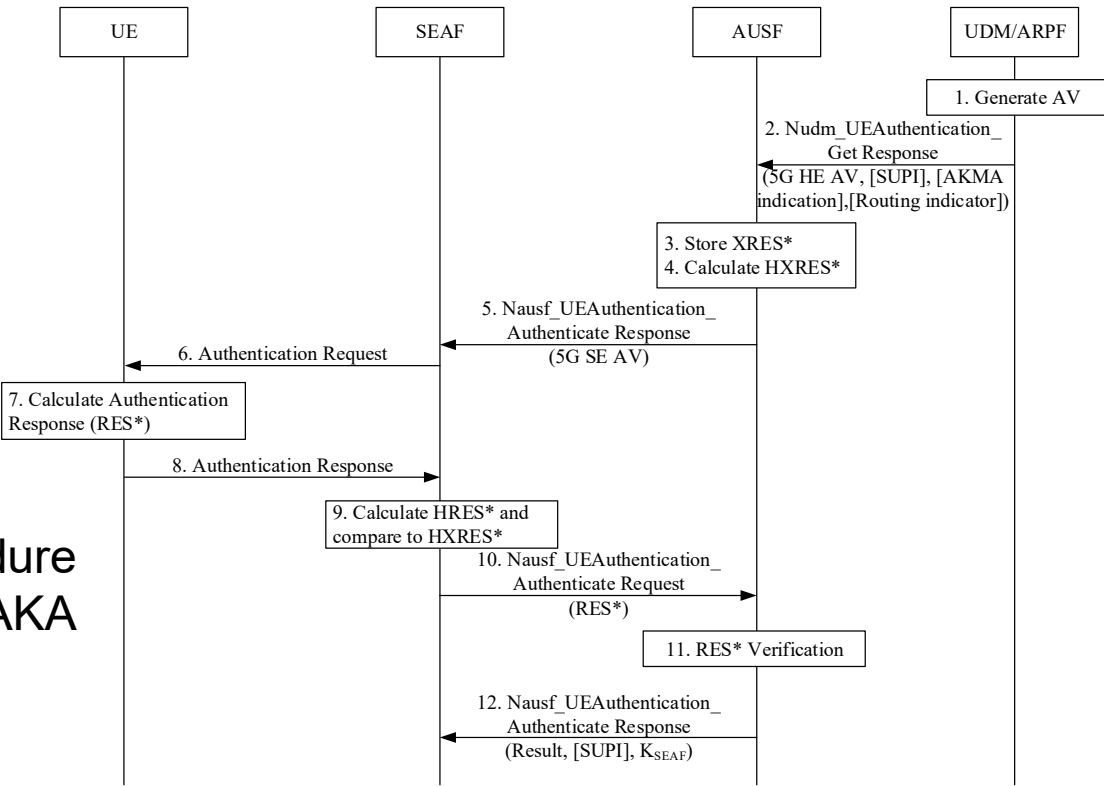 UE
SEAF
AUSF
UDM/ARPF
1. Generate AV
2. Nudm_UEAuthentication_
Get Response
(5G HE AV, [SUPI], [AKMA
indication],[Routing indicator])
3. Store XRES*
4. Calculate HXRES*
5. Nausf_UEAuthentication_
Authenticate Response
(5G SE AV)
6. Authentication Request
7. Calculate Authentication
Response (RES*)
8. Authentication Response
9. Calculate HRES* and
compare to HXRES*
10. Nausf_UEAuthentication_
Authenticate Request
(RES*)
11. RES* Verification
12. Nausf_UEAuthentication_
Authenticate Response
(Result, [SUPI], KSEAF)
dure
AKA